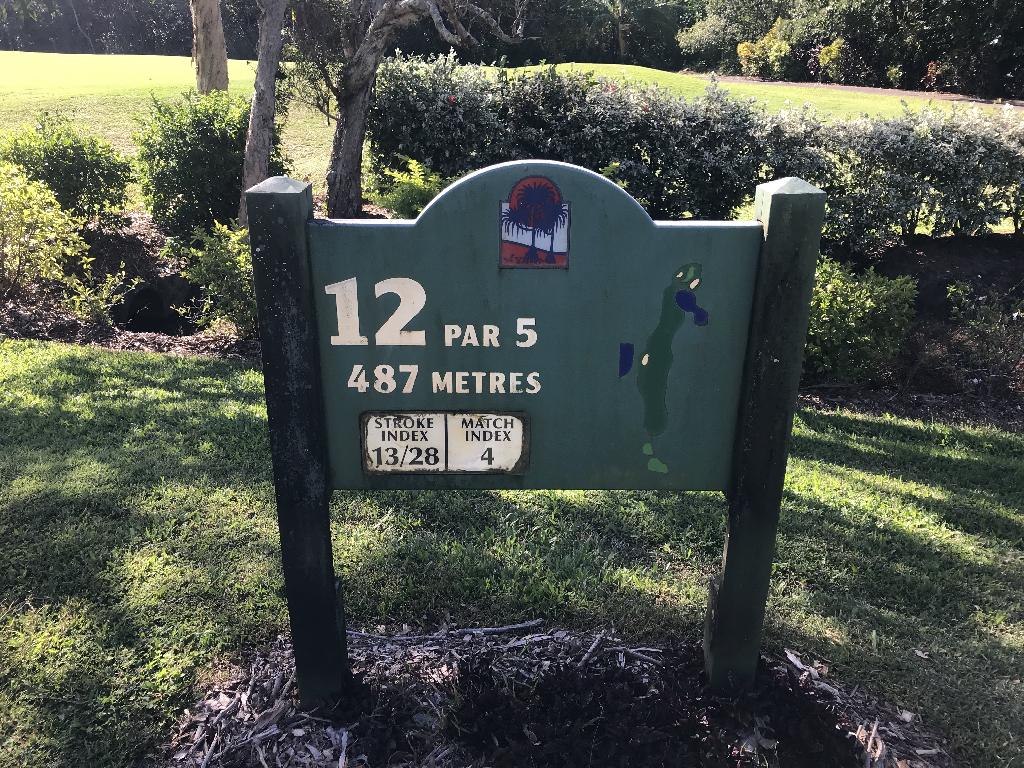 12 PAR 5
487 METRES
STROKE INDEX 13/28
MATCH INDEX 4